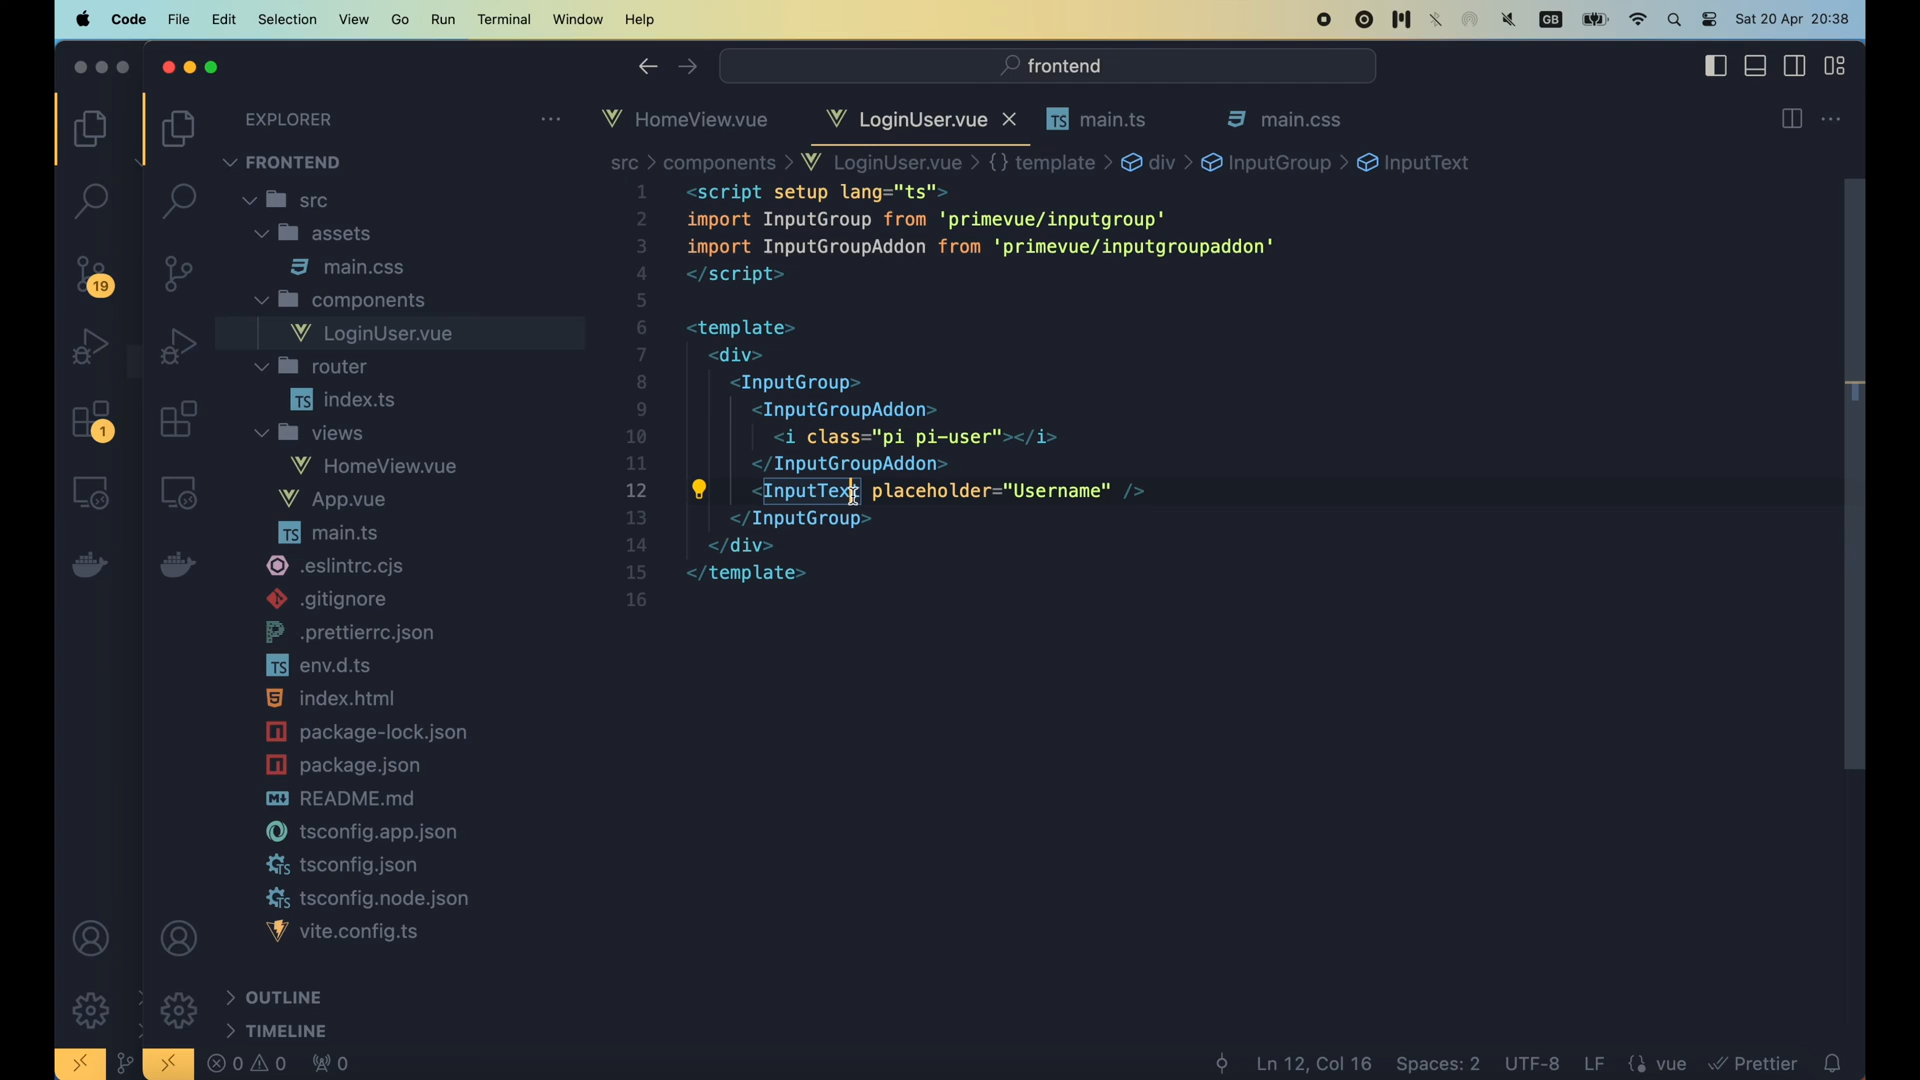 Code File Edit Selection View Go Run Terminal Window Help GB Sat 20 Apr 20:38
frontend
EXPLORER
FRONTEND
src
assets
main.css
components
LoginUser.vue
router
TS index.ts
views
HomeView.vue
App.vue
TS main.ts
.eslintrc.cjs
.gitignore
.prettierrc.json
TS env.d.ts
index.html
package-lock.json
package.json
README.md
tsconfig.app.json
tsconfig.json
tsconfig.node.json
vite.config.ts
OUTLINE
TIMELINE
19
1
HomeView.vue LoginUser.vue TS main.ts main.css
src > components > LoginUser.vue > {} template > div > InputGroup > InputText
1 <script setup lang="ts">
2 import InputGroup from 'primevue/inputgroup'
3 import InputGroupAddon from 'primevue/inputgroupaddon'
4 </script>
5
6 <template>
7 <div>
8 <InputGroup>
9 <InputGroupAddon>
10 <i class="pi pi-user"></i>
11 </InputGroupAddon>
12 <InputText placeholder="Username" />
13 </InputGroup>
14 </div>
15 </template>
16
0 0 0 Ln 12, Col 16 Spaces: 2 UTF-8 LF {} vue Prettier